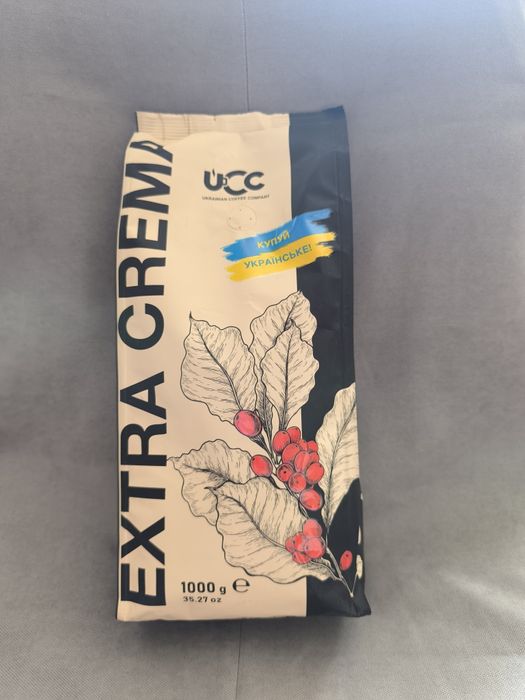 UCC
UKRAINIAN COFFEE COMPANY
КУПУЙ
УКРАЇНСЬКЕ!
EXTRA CREMA
1000 g ℮
35.27 oz